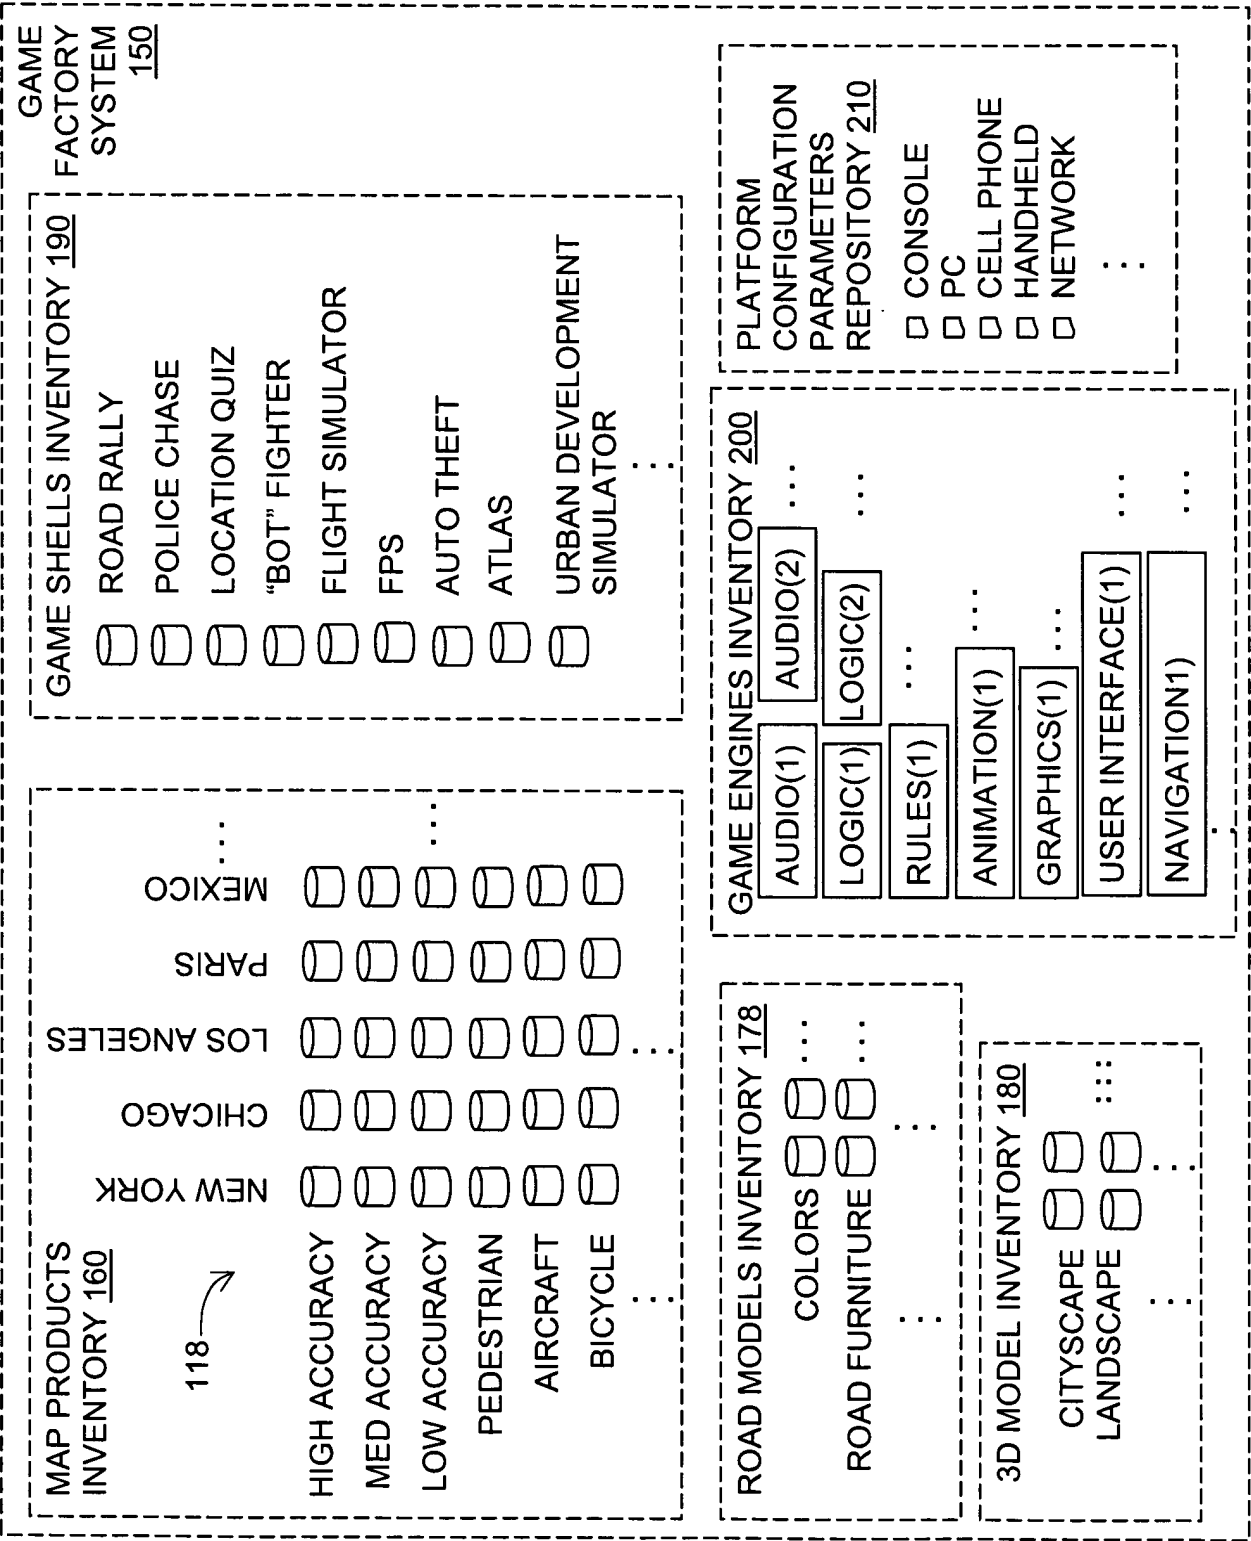 GAME
FACTORY
SYSTEM
150
MAP PRODUCTS
INVENTORY 160
118
NEW YORK
CHICAGO
LOS ANGELES
PARIS
MEXICO
...
HIGH ACCURACY
MED ACCURACY
LOW ACCURACY
...
PEDESTRIAN
AIRCRAFT
BICYCLE
...
...
GAME SHELLS INVENTORY 190
ROAD RALLY
POLICE CHASE
LOCATION QUIZ
"BOT" FIGHTER
FLIGHT SIMULATOR
FPS
AUTO THEFT
ATLAS
URBAN DEVELOPMENT
SIMULATOR
...
ROAD MODELS INVENTORY 178
COLORS
...
ROAD FURNITURE
...
...
...
3D MODEL INVENTORY 180
CITYSCAPE
...
LANDSCAPE
...
...
...
GAME ENGINES INVENTORY 200
AUDIO(1) AUDIO(2) ...
LOGIC(1) LOGIC(2) ...
RULES(1) ...
ANIMATION(1) ...
GRAPHICS(1) ...
USER INTERFACE(1) ...
NAVIGATION1) ...
...
PLATFORM
CONFIGURATION
PARAMETERS
REPOSITORY 210
CONSOLE
PC
CELL PHONE
HANDHELD
NETWORK
...